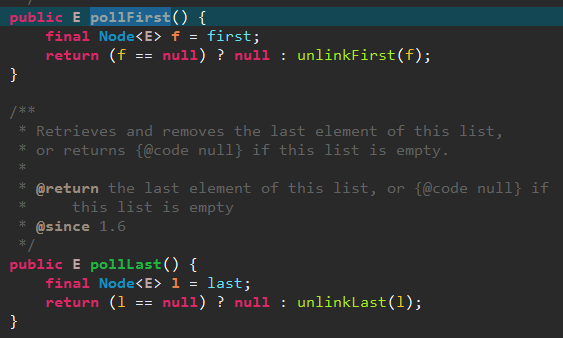 public E pollFirst() {
    final Node<E> f = first;
    return (f == null) ? null : unlinkFirst(f);
}
/**
 * Retrieves and removes the last element of this list,
 * or returns {@code null} if this list is empty.
 *
 * @return the last element of this list, or {@code null} if
 *     this list is empty
 * @since 1.6
 */
public E pollLast() {
    final Node<E> l = last;
    return (l == null) ? null : unlinkLast(l);
}